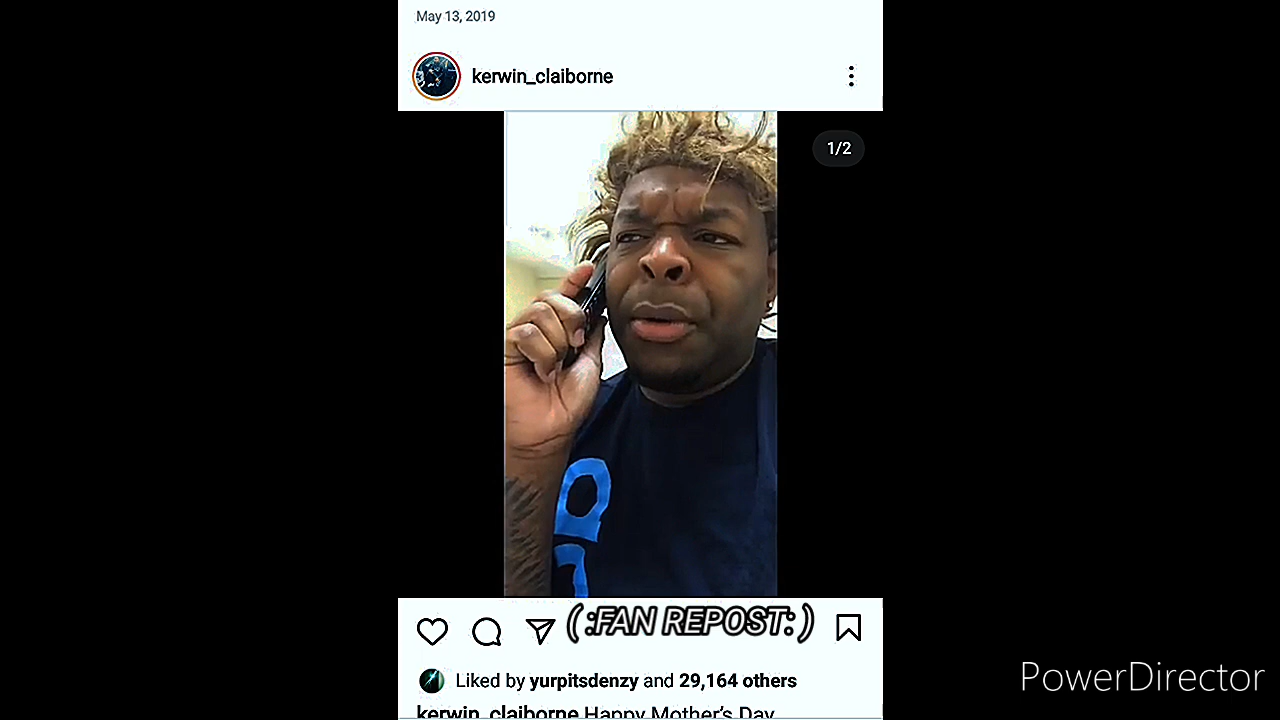 May 13, 2019
kerwin_claiborne
1/2
( :FAN REPOST: )
Liked by yurpitsdenzy and 29,164 others
kerwin_claiborne Happy Mother's Day
PowerDirector